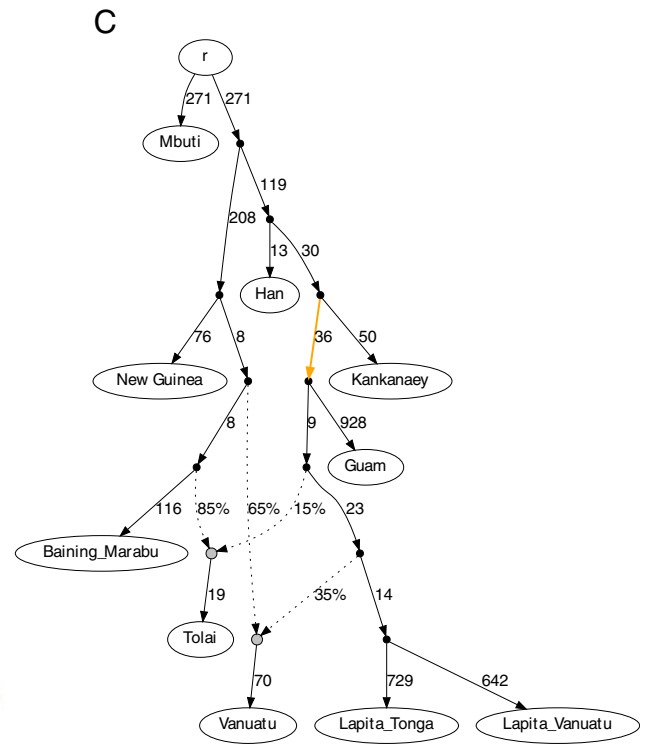 C
r
271 271
Mbuti
119
208
13 30
Han
76 8 36 50
New Guinea Kankanaey
8 9 928
Guam
116 85% 65% 15% 23
Baining_Marabu
19 35% 14
Tolai
70 729 642
Vanuatu Lapita_Tonga Lapita_Vanuatu